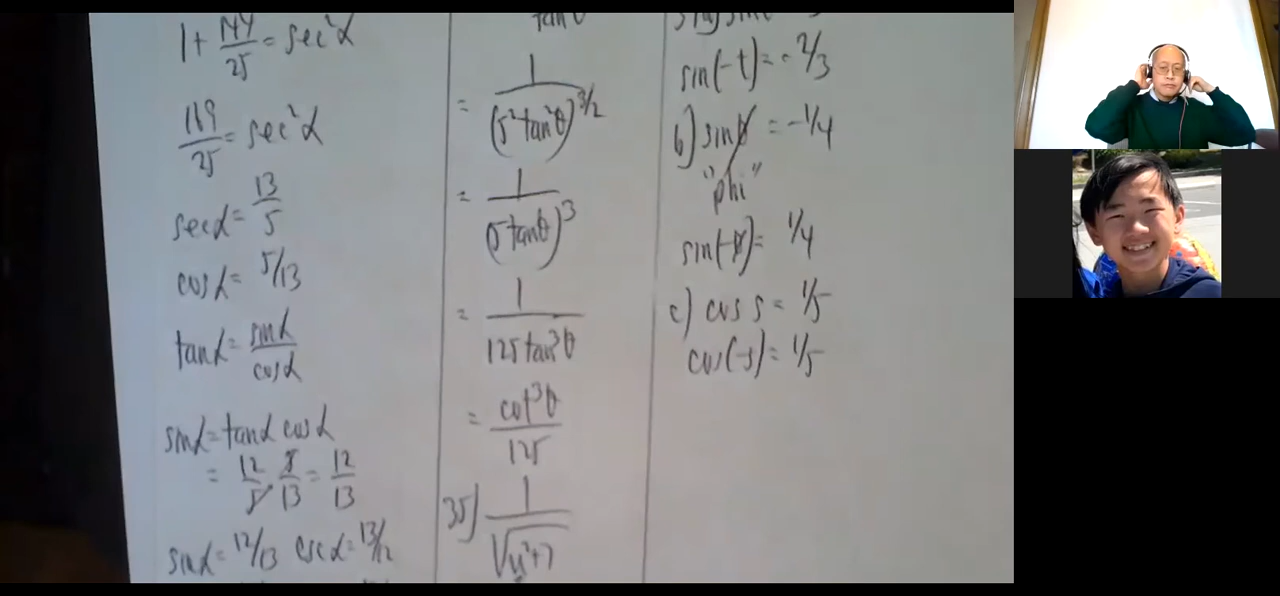 1 + 144/25 = sec²α
169/25 = sec²α
secα = 13/5
cosα = 5/13
tanα = sinα/cosα
sinα = tanα cosα
= 12/5 · 5/13 = 12/13
sinα = 12/13 cscα = 13/12
tanθ
= 1/(5²tan²θ)^3/2
= 1/(5tanθ)³
= 1/125tan³θ
= cot³θ/125
35) 1/√u²+7
sin(-t) = -2/3
b) sinϕ = -1/4
"phi"
sin(-ϕ) = 1/4
c) cos s = 1/5
cos(-s) = 1/5